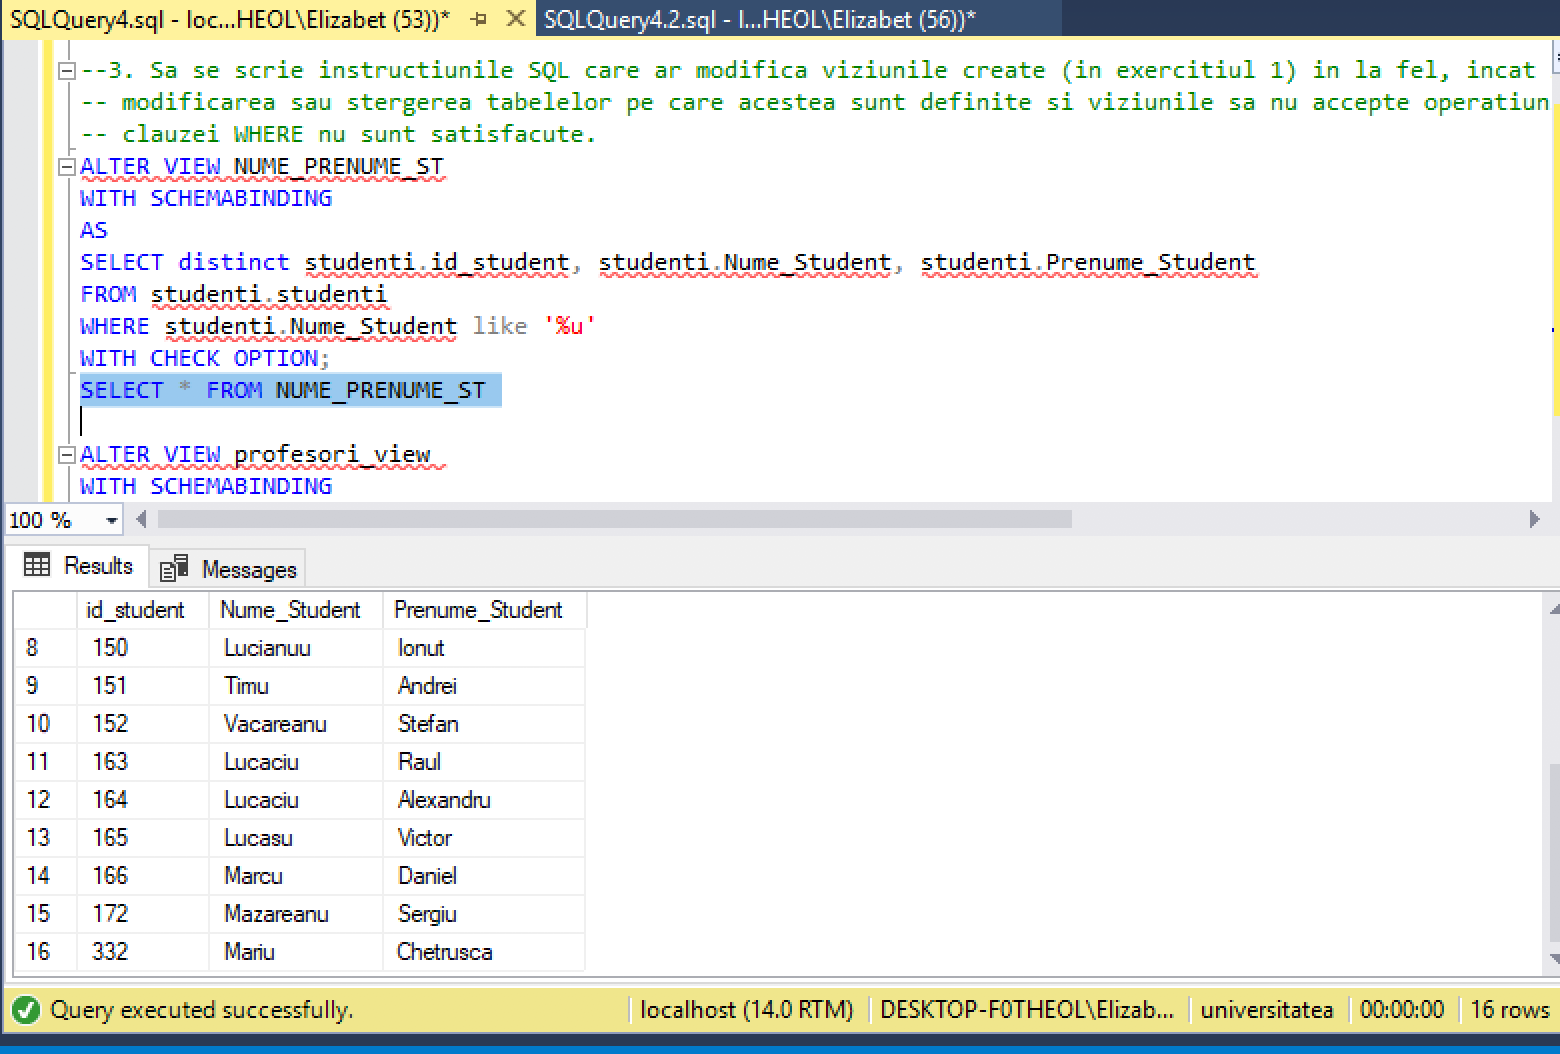 SQLQuery4.sql - loc...HEOL\Elizabet (53))* SQLQuery4.2.sql - l...HEOL\Elizabet (56))*
--3. Sa se scrie instructiunile SQL care ar modifica viziunile create (in exercitiul 1) in la fel, incat
-- modificarea sau stergerea tabelelor pe care acestea sunt definite si viziunile sa nu accepte operatiun
-- clauzei WHERE nu sunt satisfacute.
ALTER VIEW NUME_PRENUME_ST
WITH SCHEMABINDING
AS
SELECT distinct studenti.id_student, studenti.Nume_Student, studenti.Prenume_Student
FROM studenti.studenti
WHERE studenti.Nume_Student like '%u'
WITH CHECK OPTION;
SELECT * FROM NUME_PRENUME_ST
ALTER VIEW profesori_view
WITH SCHEMABINDING
100 %
Results Messages
id_student Nume_Student Prenume_Student
8 150 Lucianuu Ionut
9 151 Timu Andrei
10 152 Vacareanu Stefan
11 163 Lucaciu Raul
12 164 Lucaciu Alexandru
13 165 Lucasu Victor
14 166 Marcu Daniel
15 172 Mazareanu Sergiu
16 332 Mariu Chetrusca
Query executed successfully. localhost (14.0 RTM) DESKTOP-F0THEOL\Elizab... universitatea 00:00:00 16 rows